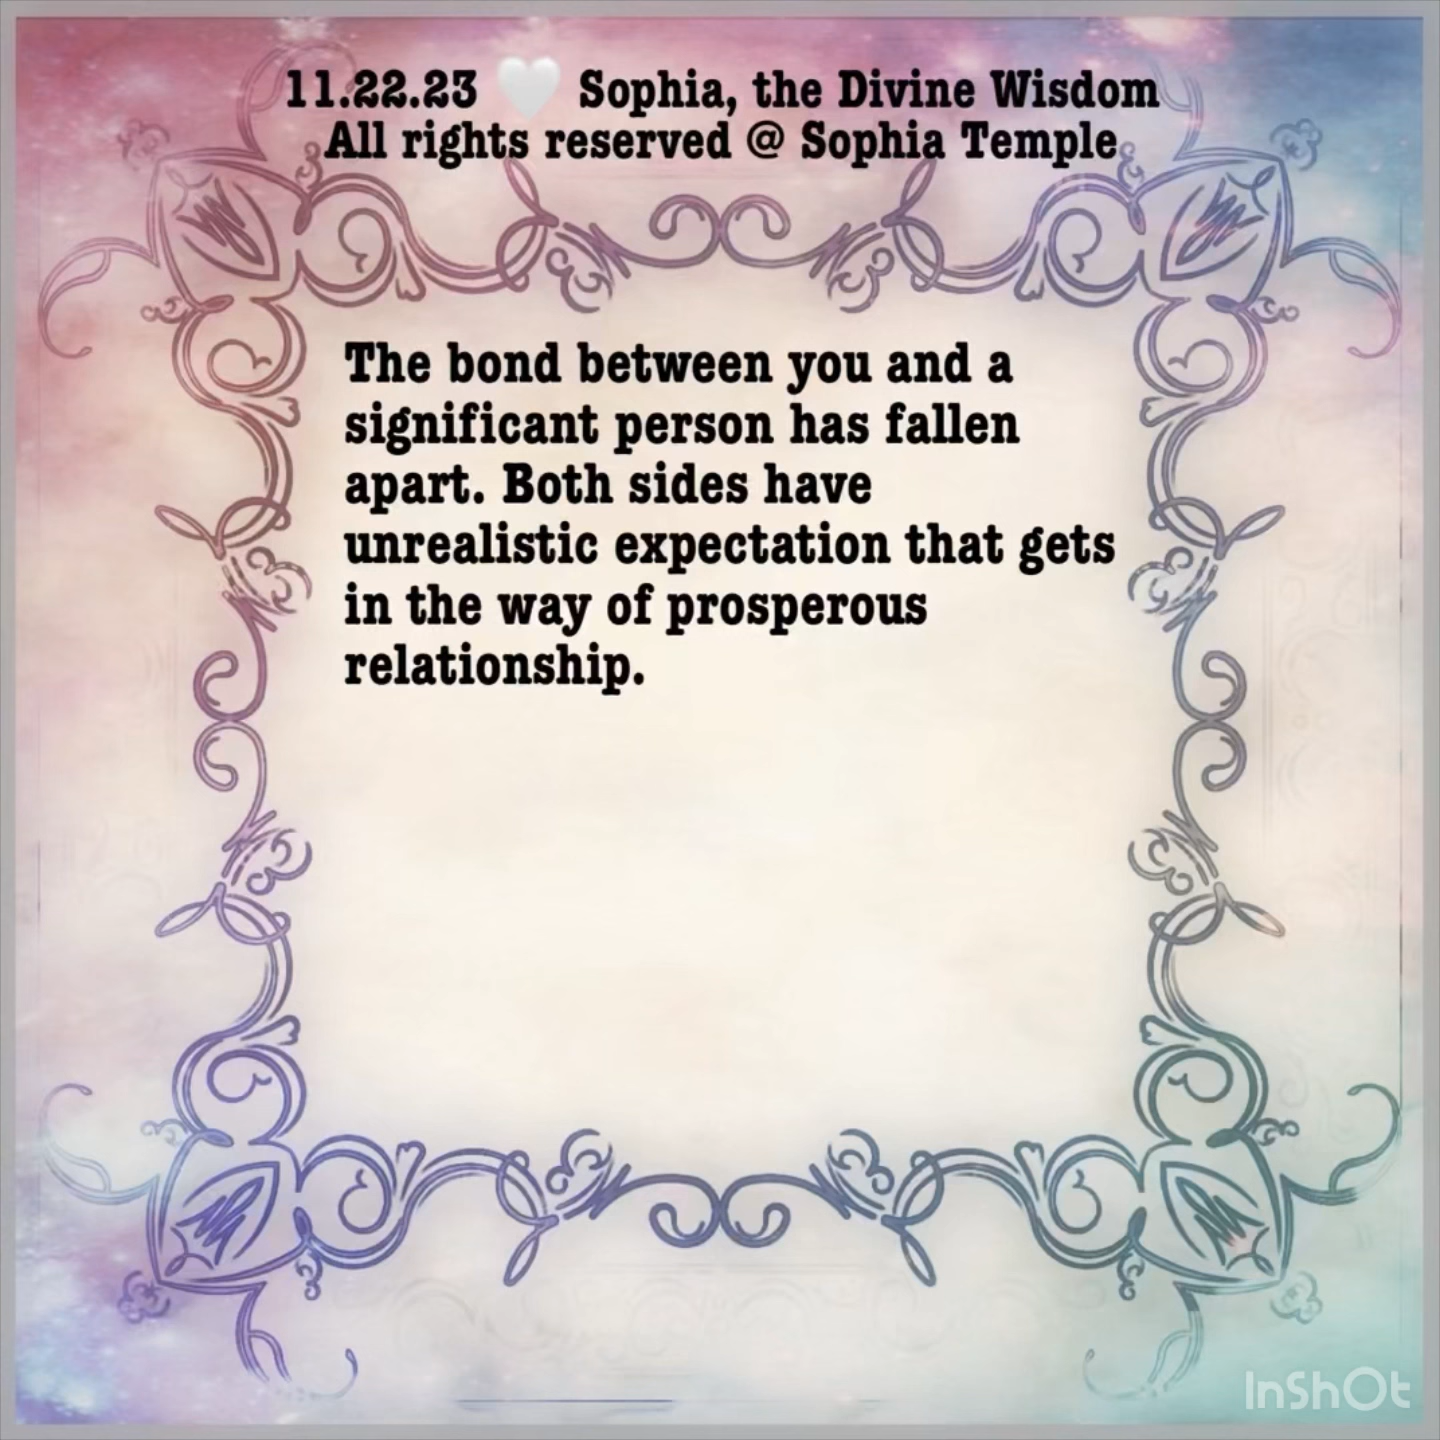 11.22.23 🤍 Sophia, the Divine Wisdom
All rights reserved @ Sophia Temple
The bond between you and a
significant person has fallen
apart. Both sides have
unrealistic expectation that gets
in the way of prosperous
relationship.
InShOt